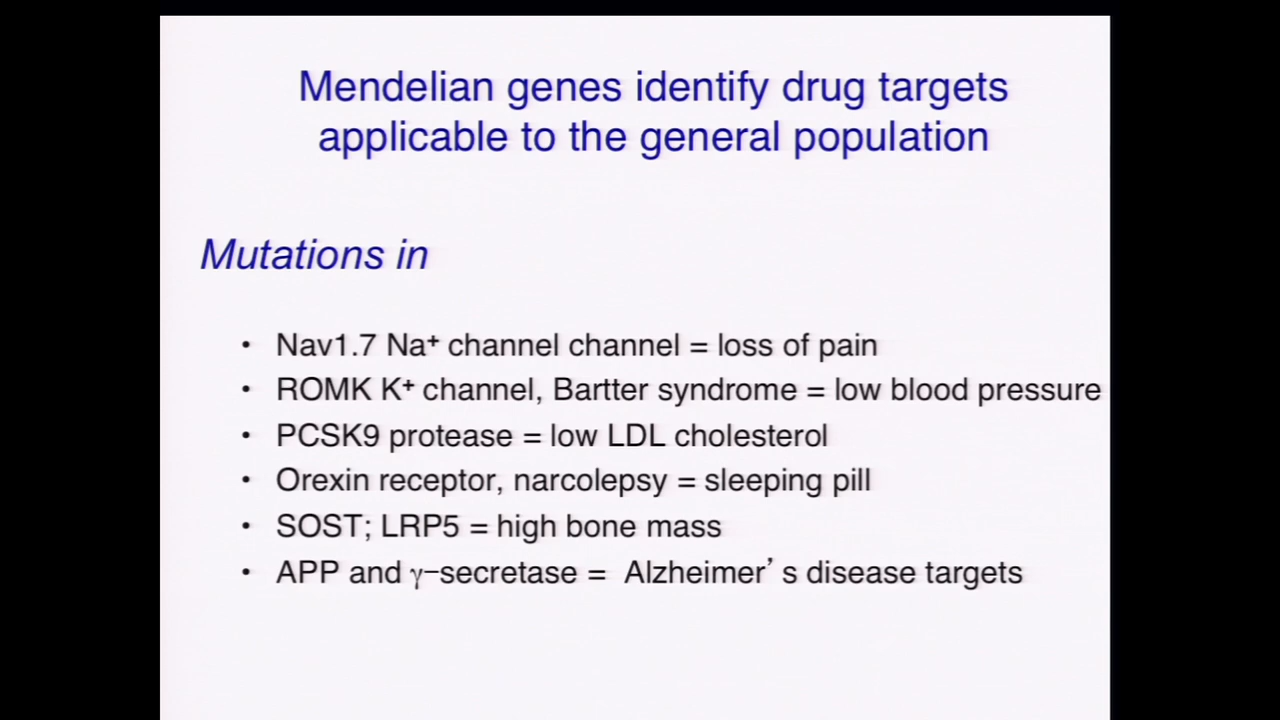 Mendelian genes identify drug targets
applicable to the general population
Mutations in
• Nav1.7 Na⁺ channel channel = loss of pain
• ROMK K⁺ channel, Bartter syndrome = low blood pressure
• PCSK9 protease = low LDL cholesterol
• Orexin receptor, narcolepsy = sleeping pill
• SOST; LRP5 = high bone mass
• APP and γ–secretase = Alzheimer’s disease targets